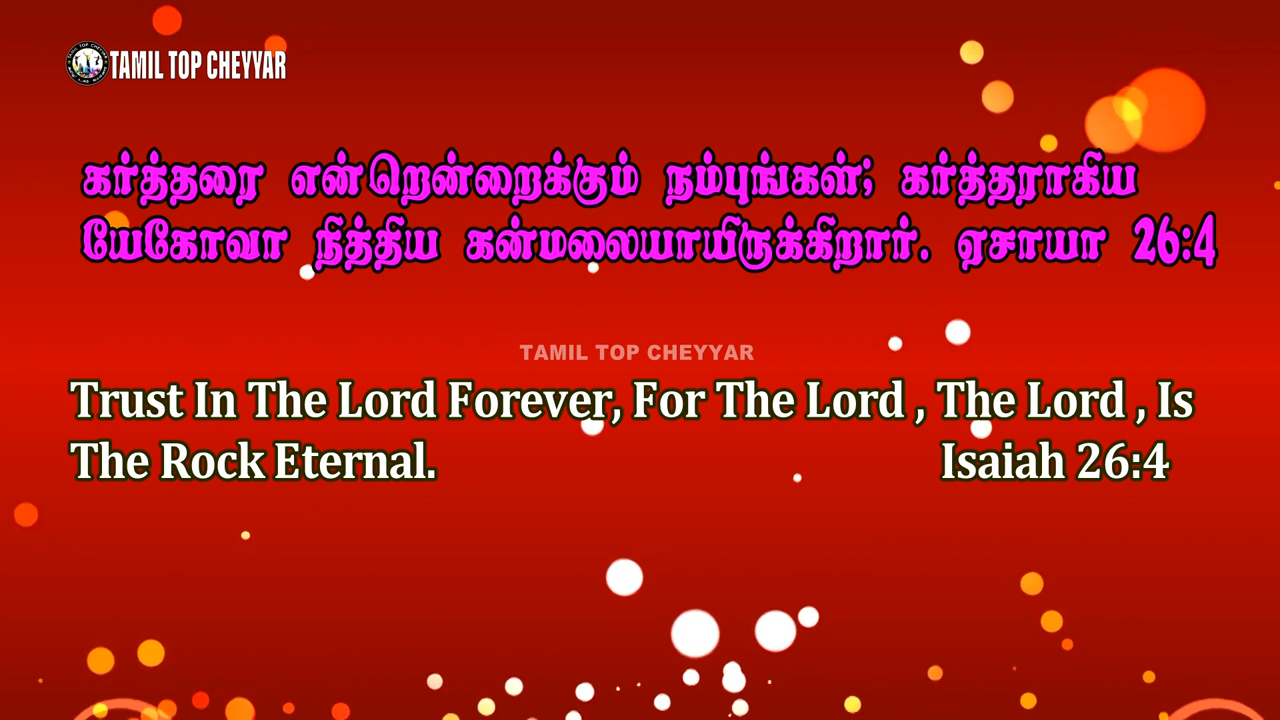 TAMIL TOP CHEYYAR
கர்த்தரை என்றென்றைக்கும் நம்புங்கள்; கர்த்தராகிய
யேகோவா நித்திய கன்மலையாயிருக்கிறார். ஏசாயா 26:4
TAMIL TOP CHEYYAR
Trust In The Lord Forever, For The Lord , The Lord , Is
The Rock Eternal. Isaiah 26:4